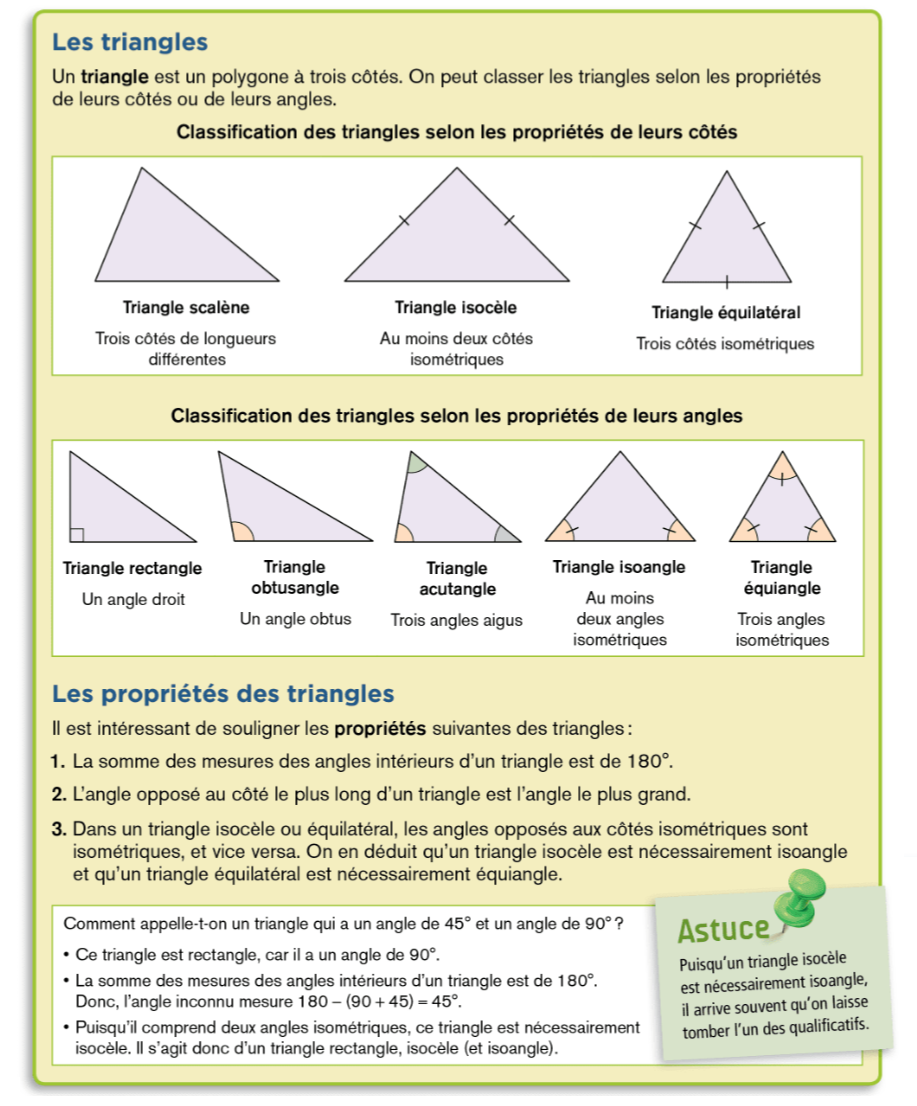 Les triangles
Un triangle est un polygone à trois côtés. On peut classer les triangles selon les propriétés
de leurs côtés ou de leurs angles.
Classification des triangles selon les propriétés de leurs côtés
Triangle scalène
Trois côtés de longueurs
différentes
Triangle isocèle
Au moins deux côtés
isométriques
Triangle équilatéral
Trois côtés isométriques
Classification des triangles selon les propriétés de leurs angles
Triangle rectangle
Un angle droit
Triangle
obtusangle
Un angle obtus
Triangle
acutangle
Trois angles aigus
Triangle isoangle
Au moins
deux angles
isométriques
Triangle
équiangle
Trois angles
isométriques
Les propriétés des triangles
Il est intéressant de souligner les propriétés suivantes des triangles :
1. La somme des mesures des angles intérieurs d'un triangle est de 180°.
2. L'angle opposé au côté le plus long d'un triangle est l'angle le plus grand.
3. Dans un triangle isocèle ou équilatéral, les angles opposés aux côtés isométriques sont
isométriques, et vice versa. On en déduit qu'un triangle isocèle est nécessairement isoangle
et qu'un triangle équilatéral est nécessairement équiangle.
Comment appelle-t-on un triangle qui a un angle de 45° et un angle de 90° ?
• Ce triangle est rectangle, car il a un angle de 90°.
• La somme des mesures des angles intérieurs d'un triangle est de 180°.
Donc, l'angle inconnu mesure 180 – (90 + 45) = 45°.
• Puisqu'il comprend deux angles isométriques, ce triangle est nécessairement
isocèle. Il s'agit donc d'un triangle rectangle, isocèle (et isoangle).
Astuce
Puisqu'un triangle isocèle
est nécessairement isoangle,
il arrive souvent qu'on laisse
tomber l'un des qualificatifs.